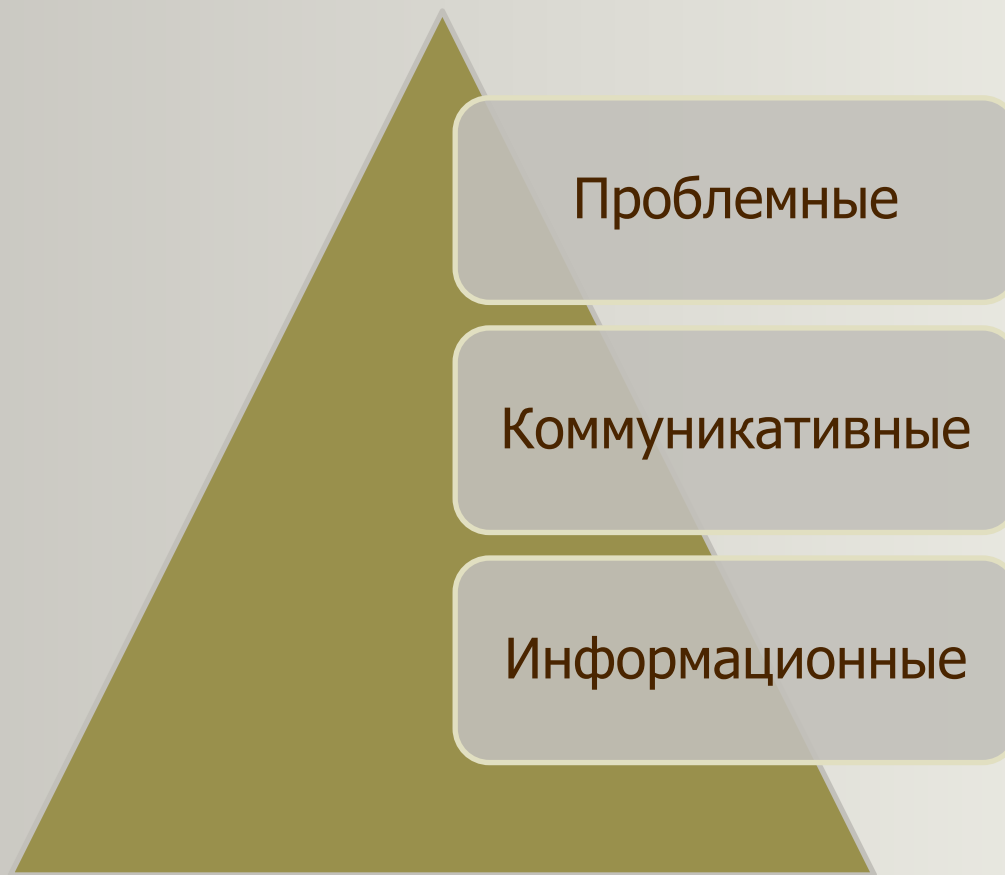 Проблемные
Коммуникативные
Информационные